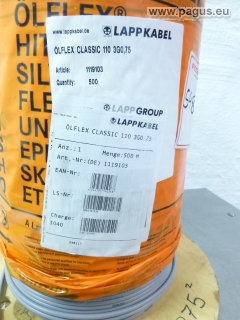 © www.pagus.eu
www.lappkabel.de
LAPPKABEL
ÖLFLEX CLASSIC 110 3G0,75
Article: 1119103
Quantity: 500
LAPPGROUP
LAPPKABEL
ÖLFLEX CLASSIC 110 3G0,75
Anz.:1 Menge:500 M
Art.-Nr:(DE) 1119103
EAN-Nr:
LS-Nr:
Charge:
3040
ÖLFLEX®
HIT
SIL
FLE
UN
EPI
SK
ET